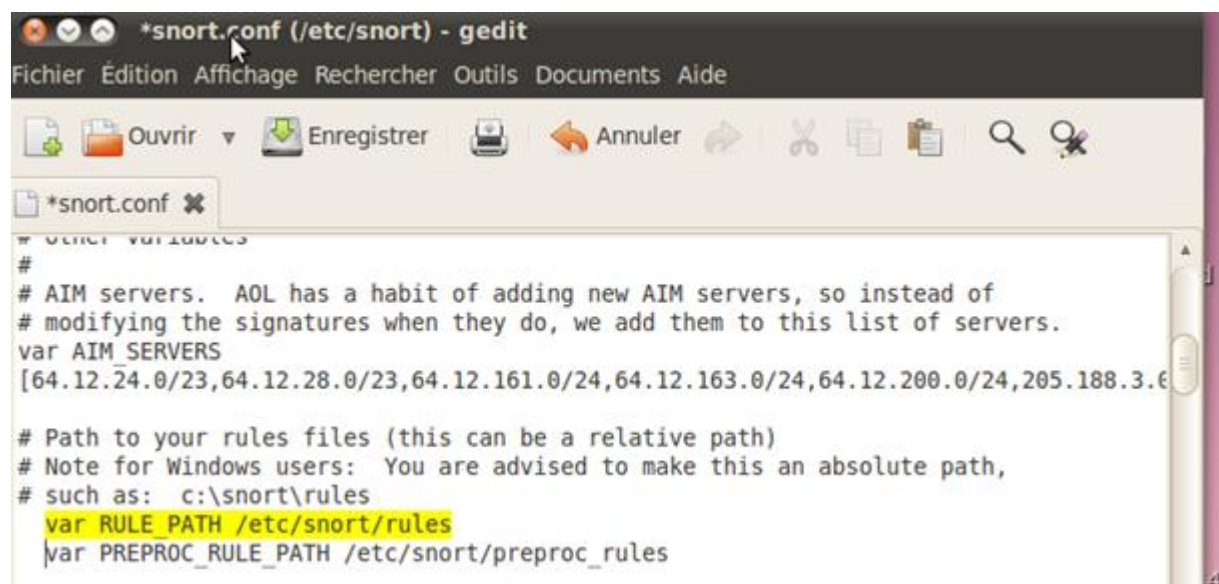 *snort.conf (/etc/snort) - gedit
Fichier Édition Affichage Rechercher Outils Documents Aide
Ouvrir Enregistrer Annuler
*snort.conf
# other variables
#
# AIM servers.  AOL has a habit of adding new AIM servers, so instead of
# modifying the signatures when they do, we add them to this list of servers.
var AIM_SERVERS
[64.12.24.0/23,64.12.28.0/23,64.12.161.0/24,64.12.163.0/24,64.12.200.0/24,205.188.3.
# Path to your rules files (this can be a relative path)
# Note for Windows users:  You are advised to make this an absolute path,
# such as:  c:\snort\rules
var RULE_PATH /etc/snort/rules
var PREPROC_RULE_PATH /etc/snort/preproc_rules